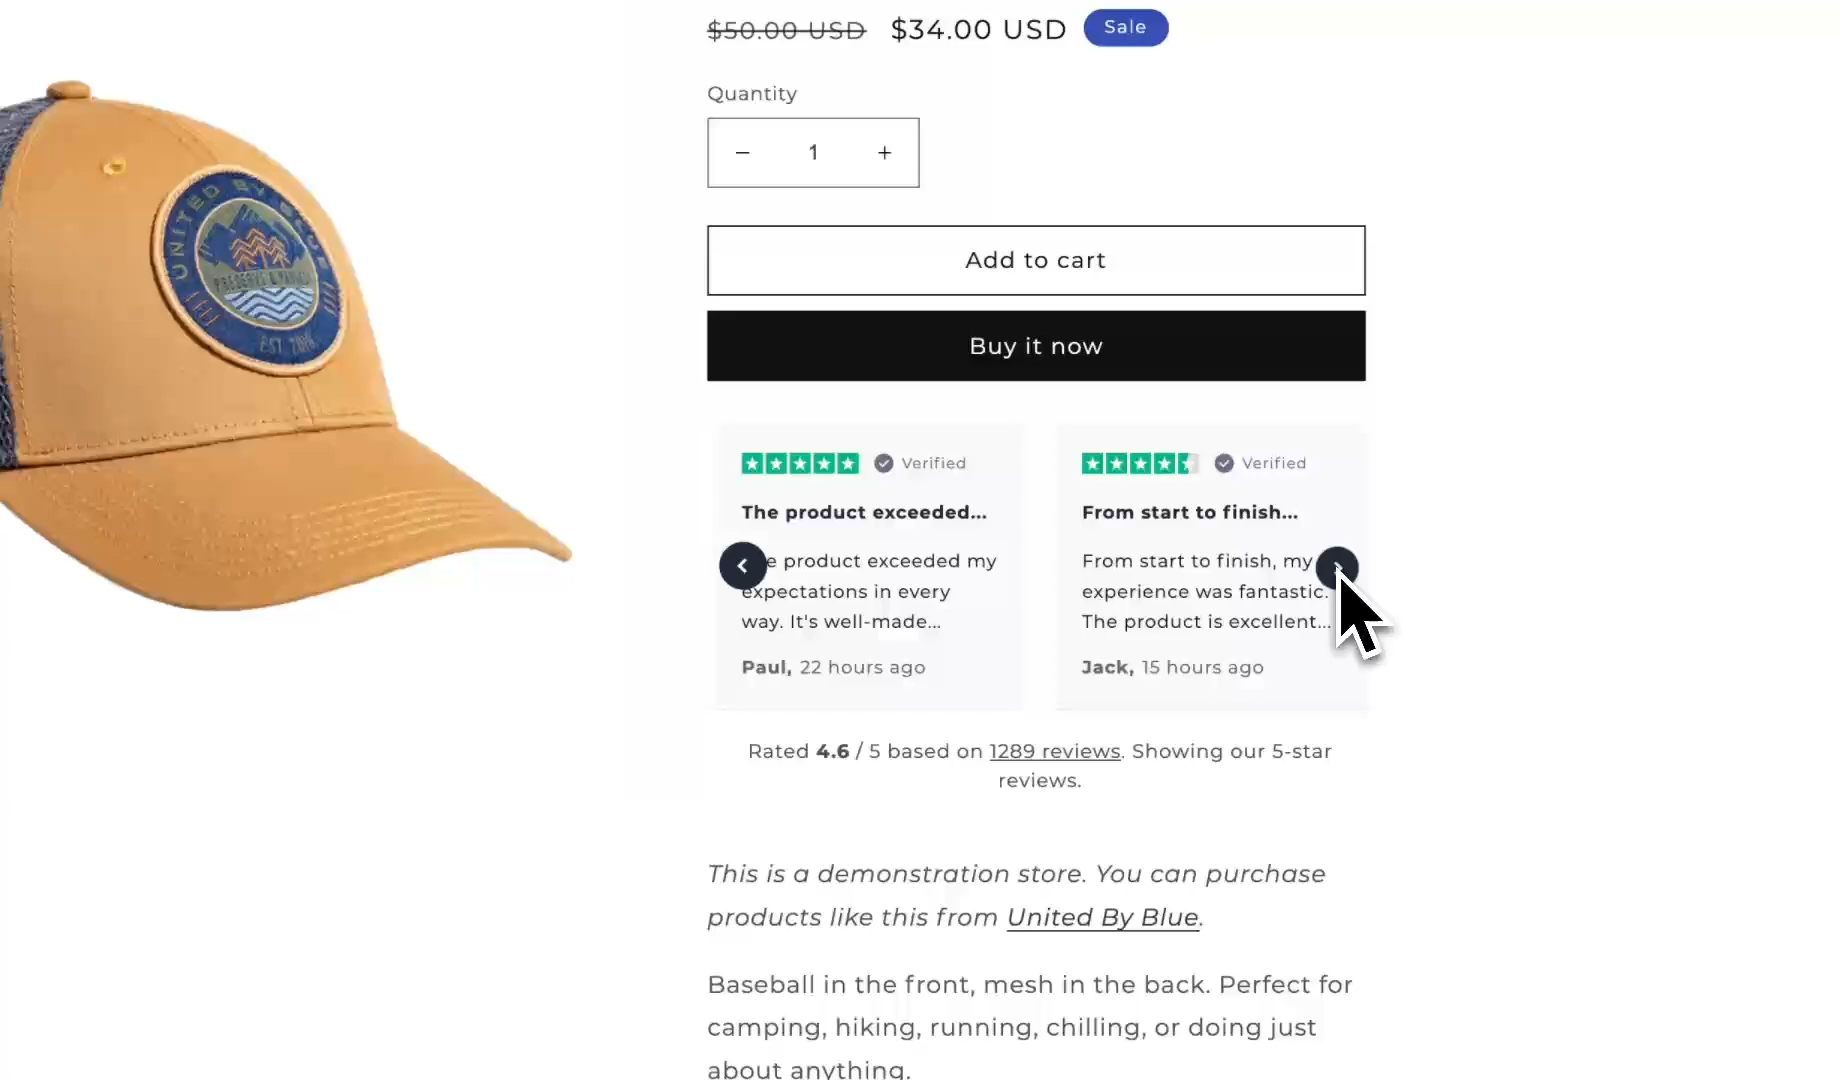 $50.00 USD $34.00 USD Sale
Quantity
− 1 +
Add to cart
Buy it now
Verified
The product exceeded...
e product exceeded my
expectations in every
way. It's well-made...
Paul, 22 hours ago
Verified
From start to finish...
From start to finish, my
experience was fantastic.
The product is excellent...
Jack, 15 hours ago
Rated 4.6 / 5 based on 1289 reviews. Showing our 5-star
reviews.
This is a demonstration store. You can purchase
products like this from United By Blue.
Baseball in the front, mesh in the back. Perfect for
camping, hiking, running, chilling, or doing just
about anything.
UNITED BY
EST